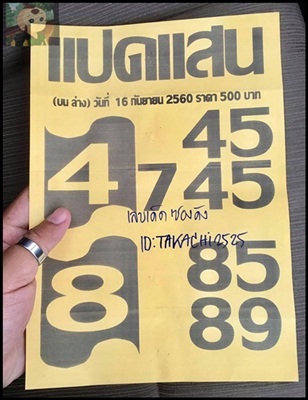 แปดแสน
(บน ล่าง) วันที่ 16 กันยายน 2560 ราคา 500 บาท
4
45
745
เลขเด็ด ซองดัง
ID:TAKACHI2525
8
85
89